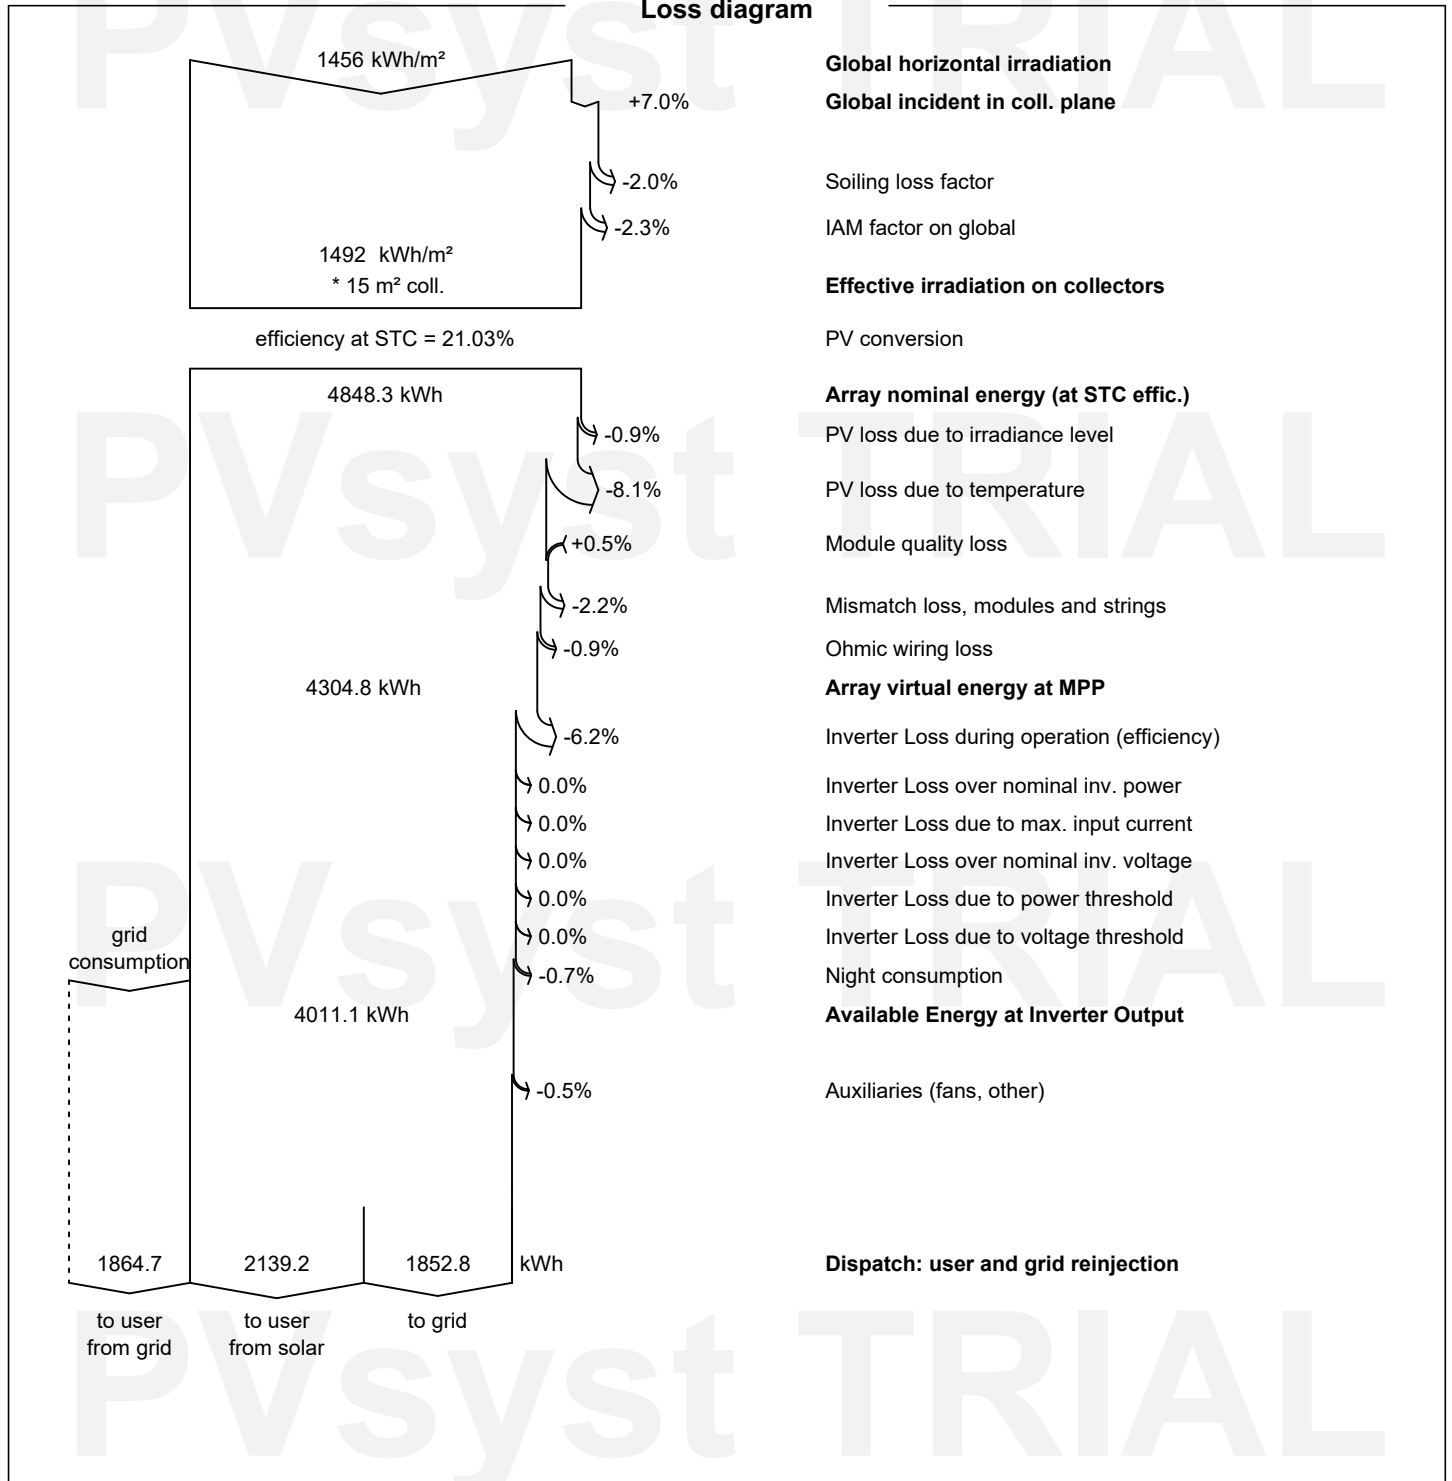 Loss diagram
PVsyst TRIAL
1456 kWh/m²
Global horizontal irradiation
+7.0%
Global incident in coll. plane
-2.0%
Soiling loss factor
-2.3%
IAM factor on global
1492 kWh/m²
* 15 m² coll.
Effective irradiation on collectors
efficiency at STC = 21.03%
PV conversion
4848.3 kWh
Array nominal energy (at STC effic.)
-0.9%
PV loss due to irradiance level
PVsyst TRIAL
-8.1%
PV loss due to temperature
+0.5%
Module quality loss
-2.2%
Mismatch loss, modules and strings
-0.9%
Ohmic wiring loss
4304.8 kWh
Array virtual energy at MPP
-6.2%
Inverter Loss during operation (efficiency)
0.0%
Inverter Loss over nominal inv. power
0.0%
Inverter Loss due to max. input current
0.0%
Inverter Loss over nominal inv. voltage
0.0%
Inverter Loss due to power threshold
0.0%
Inverter Loss due to voltage threshold
PVsyst TRIAL
grid
consumption
-0.7%
Night consumption
4011.1 kWh
Available Energy at Inverter Output
-0.5%
Auxiliaries (fans, other)
1864.7
2139.2
1852.8
kWh
Dispatch: user and grid reinjection
to user
from grid
to user
from solar
to grid
PVsyst TRIAL